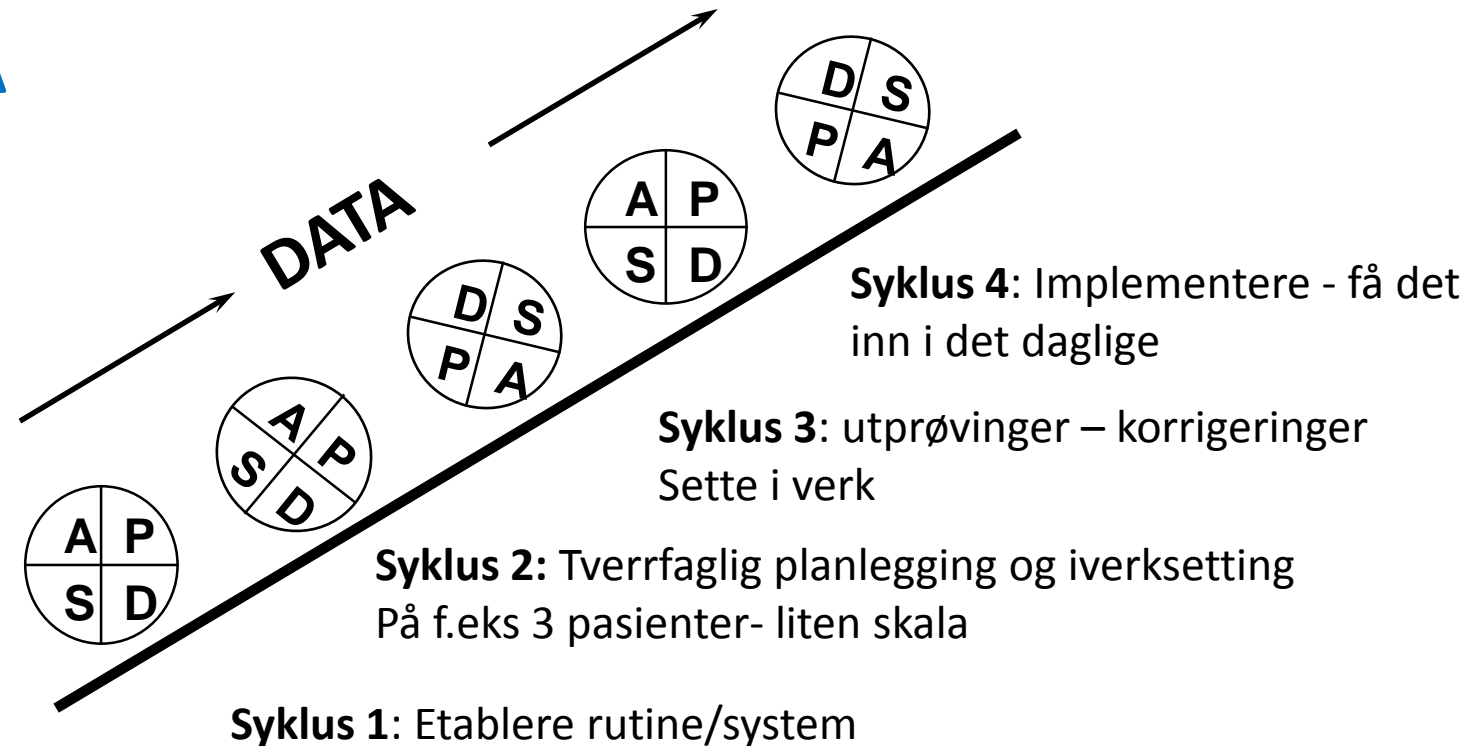 DATA
D S
P A
A P
S D
D S
P A
A P
S D
A P
S D
Syklus 4: Implementere - få det
inn i det daglige
Syklus 3: utprøvinger – korrigeringer
Sette i verk
Syklus 2: Tverrfaglig planlegging og iverksetting
På f.eks 3 pasienter- liten skala
Syklus 1: Etablere rutine/system